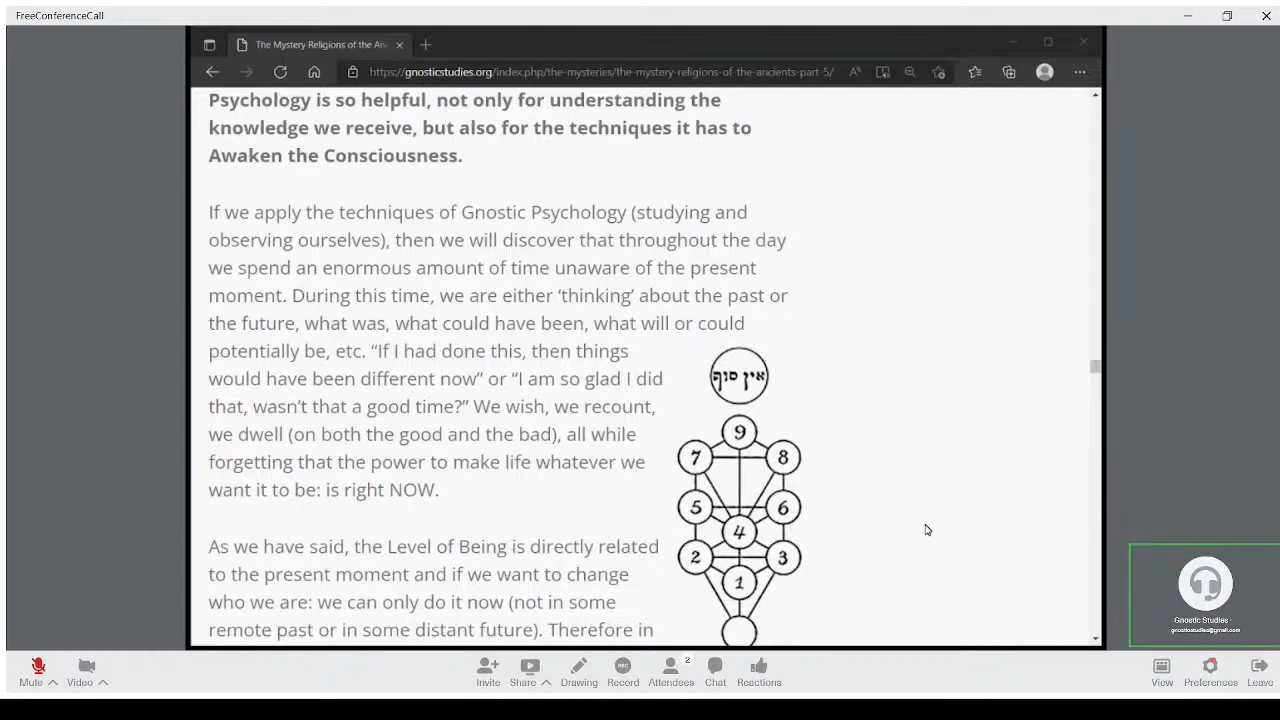 FreeConferenceCall
The Mystery Religions of the An
https://gnosticstudies.org/index.php/the-mysteries/the-mystery-religions-of-the-ancients-part-5/
Psychology is so helpful, not only for understanding the
knowledge we receive, but also for the techniques it has to
Awaken the Consciousness.
If we apply the techniques of Gnostic Psychology (studying and
observing ourselves), then we will discover that throughout the day
we spend an enormous amount of time unaware of the present
moment. During this time, we are either ‘thinking’ about the past or
the future, what was, what could have been, what will or could
potentially be, etc. “If I had done this, then things
would have been different now” or “I am so glad I did
that, wasn’t that a good time?” We wish, we recount,
we dwell (on both the good and the bad), all while
forgetting that the power to make life whatever we
want it to be: is right NOW.
As we have said, the Level of Being is directly related
to the present moment and if we want to change
who we are: we can only do it now (not in some
remote past or in some distant future). Therefore in
אין סוף
9
7 8
5 6
4
2 3
1
Gnostic Studies
gnosticstudies@gmail.com
Mute Video Invite Share Drawing Record Attendees 2 Chat Reactions View Preferences Leave
REC